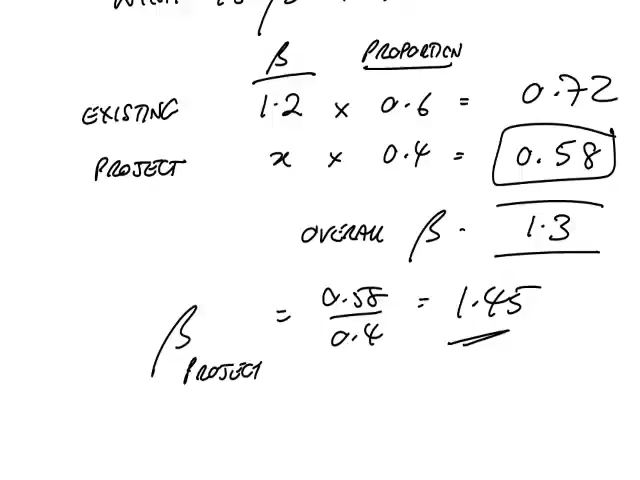 β PROPORTION
EXISTING 1.2 × 0.6 = 0.72
PROJECT x × 0.4 = 0.58
OVERALL β - 1.3
β PROJECT = 0.58 / 0.4 = 1.45